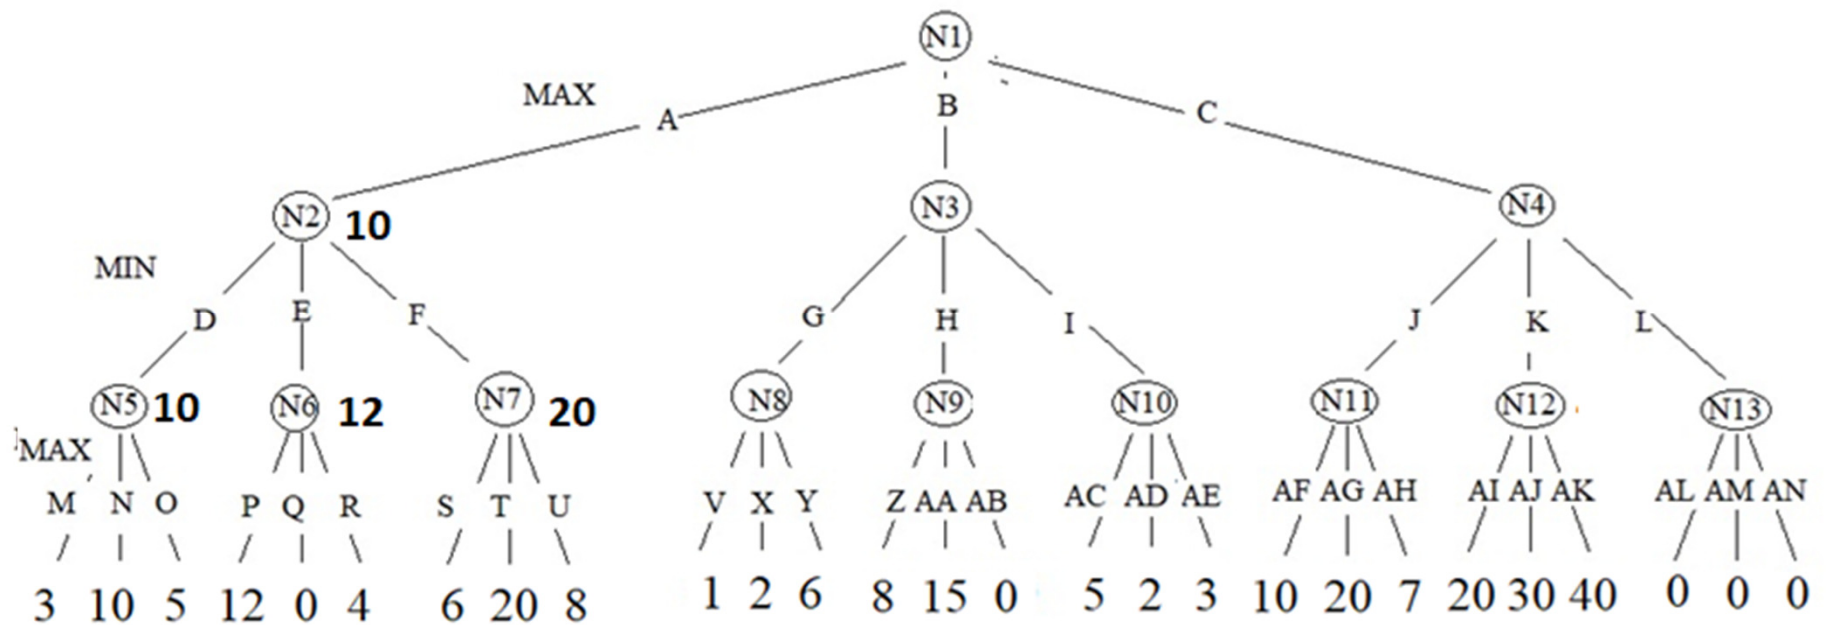 N1
MAX
A
B
C
N2 10
N3
N4
MIN
D
E
F
G
H
I
J
K
L
N5 10
N6 12
N7 20
N8
N9
N10
N11
N12
N13
MAX
M N O P Q R S T U V X Y Z AA AB AC AD AE AF AG AH AI AJ AK AL AM AN
3 10 5 12 0 4 6 20 8 1 2 6 8 15 0 5 2 3 10 20 7 20 30 40 0 0 0